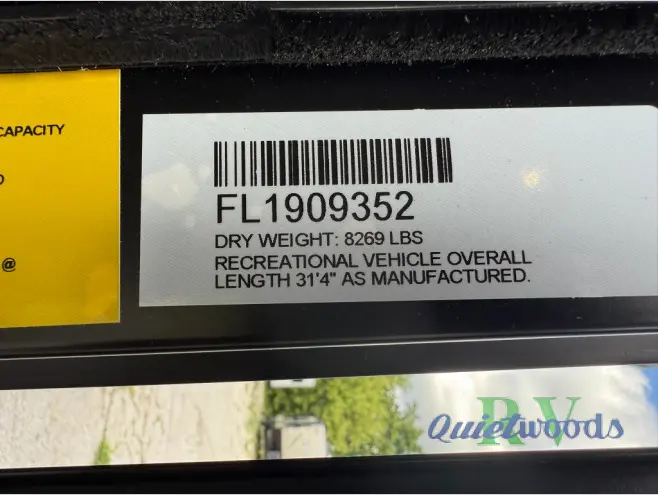 CAPACITY
@
FL1909352
DRY WEIGHT: 8269 LBS
RECREATIONAL VEHICLE OVERALL
LENGTH 31'4" AS MANUFACTURED.
RV
Quietwoods